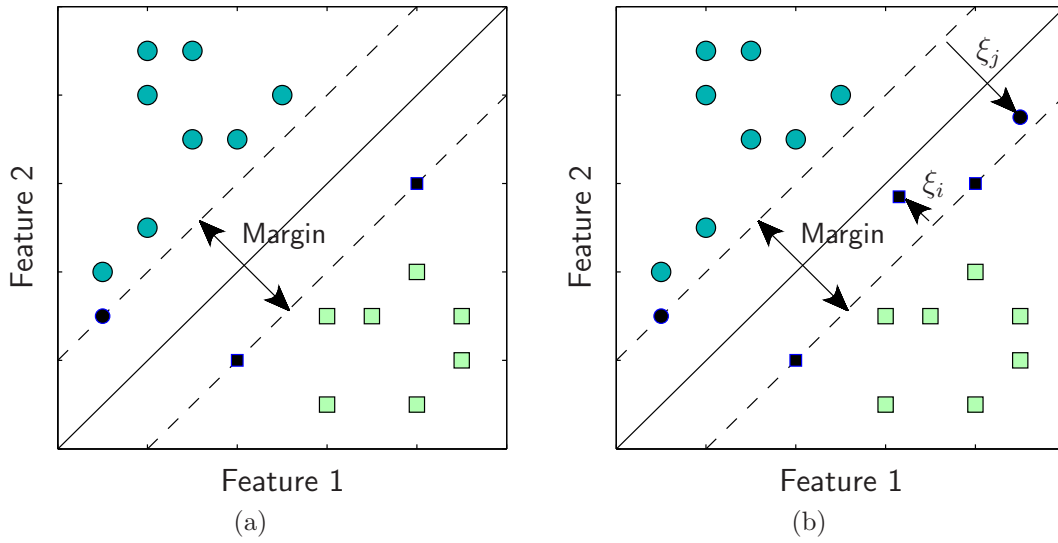 Feature 2
Margin
Feature 1
(a)
Feature 2
ξj
ξi
Margin
Feature 1
(b)